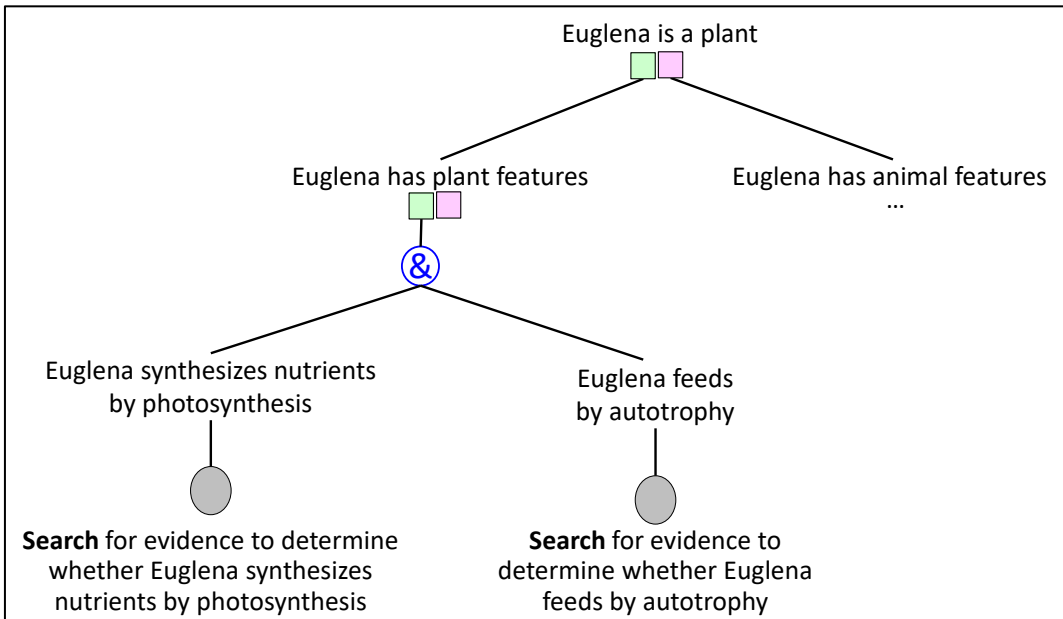 Euglena is a plant
Euglena has plant features
Euglena has animal features
...
&
Euglena synthesizes nutrients
by photosynthesis
Euglena feeds
by autotrophy
Search for evidence to determine
whether Euglena synthesizes
nutrients by photosynthesis
Search for evidence to
determine whether Euglena
feeds by autotrophy